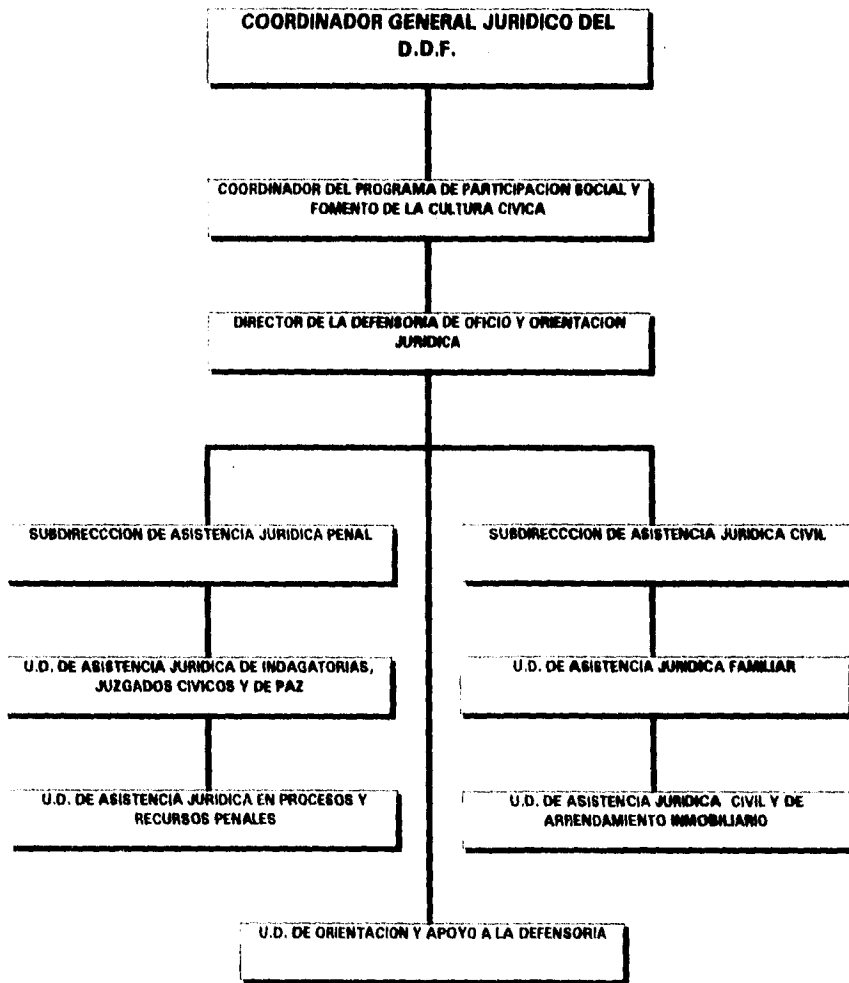 COORDINADOR GENERAL JURIDICO DEL
D.D.F.
COORDINADOR DEL PROGRAMA DE PARTICIPACION SOCIAL Y
FOMENTO DE LA CULTURA CIVICA
DIRECTOR DE LA DEFENSORIA DE OFICIO Y ORIENTACION
JURIDICA
SUBDIRECCCION DE ASISTENCIA JURIDICA PENAL
SUBDIRECCCION DE ASISTENCIA JURIDICA CIVIL
U.D. DE ASISTENCIA JURIDICA DE INDAGATORIAS,
JUZGADOS CIVICOS Y DE PAZ
U.D. DE ASISTENCIA JURIDICA FAMILIAR
U.D. DE ASISTENCIA JURIDICA EN PROCESOS Y
RECURSOS PENALES
U.D. DE ASISTENCIA JURIDICA CIVIL Y DE
ARRENDAMIENTO INMOBILIARIO
U.D. DE ORIENTACION Y APOYO A LA DEFENSORIA